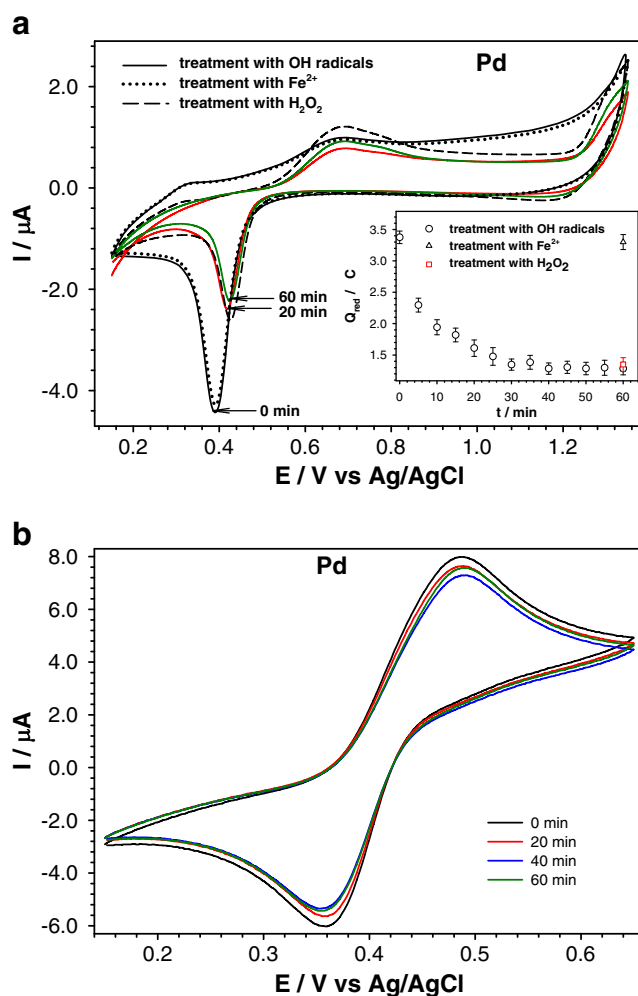 a
treatment with OH radicals
treatment with Fe²⁺
treatment with H₂O₂
Pd
2.0
0.0
-2.0
-4.0
I / µA
60 min
20 min
0 min
3.5
3.0
2.5
2.0
1.5
Q_red / C
treatment with OH radicals
treatment with Fe²⁺
treatment with H₂O₂
0 10 20 30 40 50 60
t / min
0.2 0.4 0.6 0.8 1.0 1.2
E / V vs Ag/AgCl
b
Pd
8.0
6.0
4.0
2.0
0.0
-2.0
-4.0
-6.0
I / µA
0 min
20 min
40 min
60 min
0.2 0.3 0.4 0.5 0.6
E / V vs Ag/AgCl